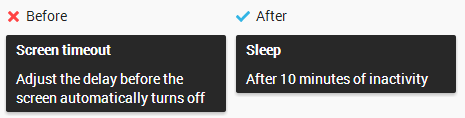 Before
Screen timeout
Adjust the delay before the
screen automatically turns off
After
Sleep
After 10 minutes of inactivity